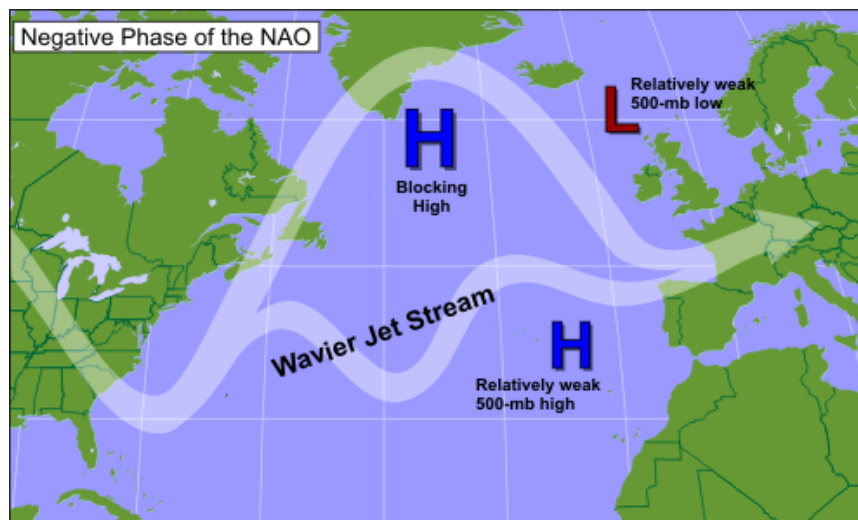 Negative Phase of the NAO
Relatively weak
500-mb low
L
H
Blocking
High
Wavier Jet Stream
H
Relatively weak
500-mb high